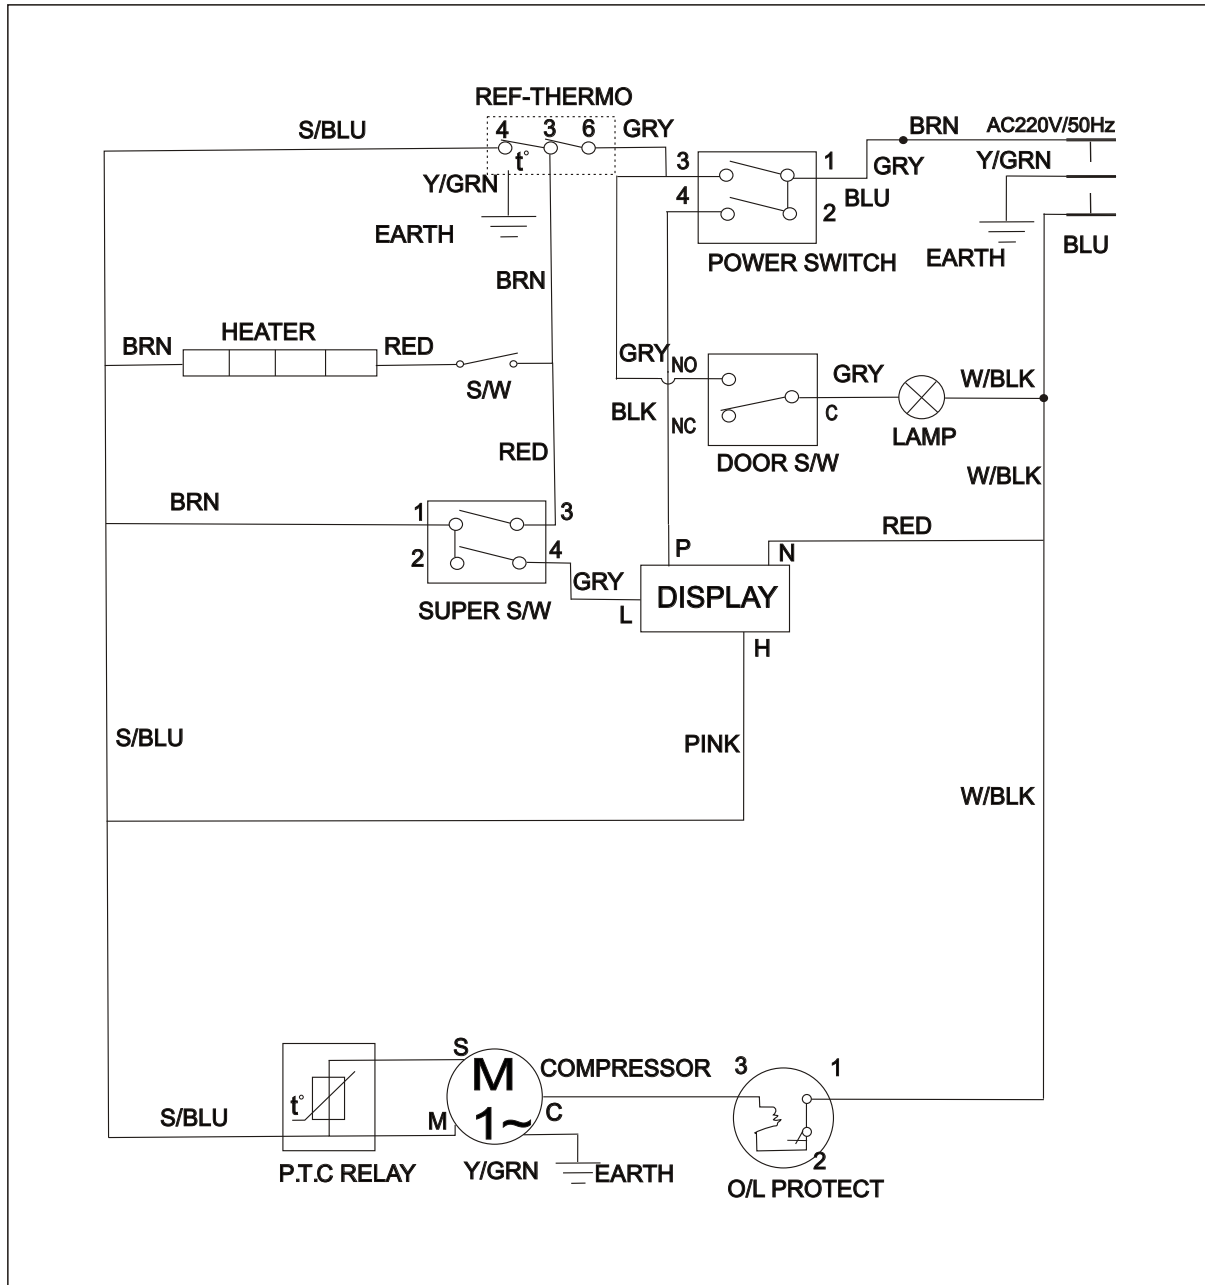 REF-THERMO
S/BLU
4 3 6
GRY
BRN
AC220V/50Hz
t°
Y/GRN
EARTH
3
4
1
2
GRY
BLU
POWER SWITCH
Y/GRN
EARTH
BLU
BRN
HEATER
BRN
RED
S/W
GRY
NO
BLK
NC
GRY
C
W/BLK
LAMP
DOOR S/W
RED
W/BLK
BRN
1
2
3
4
SUPER S/W
GRY
L
P
N
DISPLAY
H
RED
S/BLU
PINK
W/BLK
S
M
1~
M
C
COMPRESSOR
3
1
2
t°
S/BLU
P.T.C RELAY
Y/GRN
EARTH
O/L PROTECT